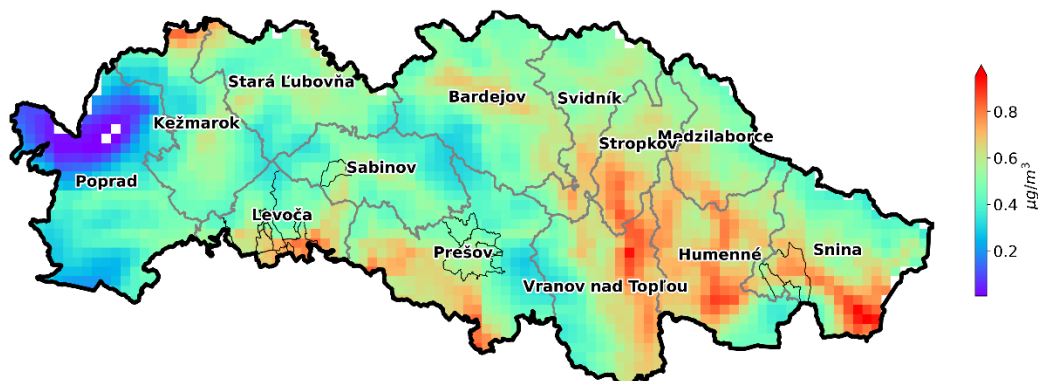 Stará Ľubovňa
Bardejov
Svidník
Kežmarok
Stropkov
Medzilaborce
Poprad
Sabinov
Levoča
Prešov
Humenné
Snina
Vranov nad Topľou
0.8
0.6
0.4
0.2
μg/m3